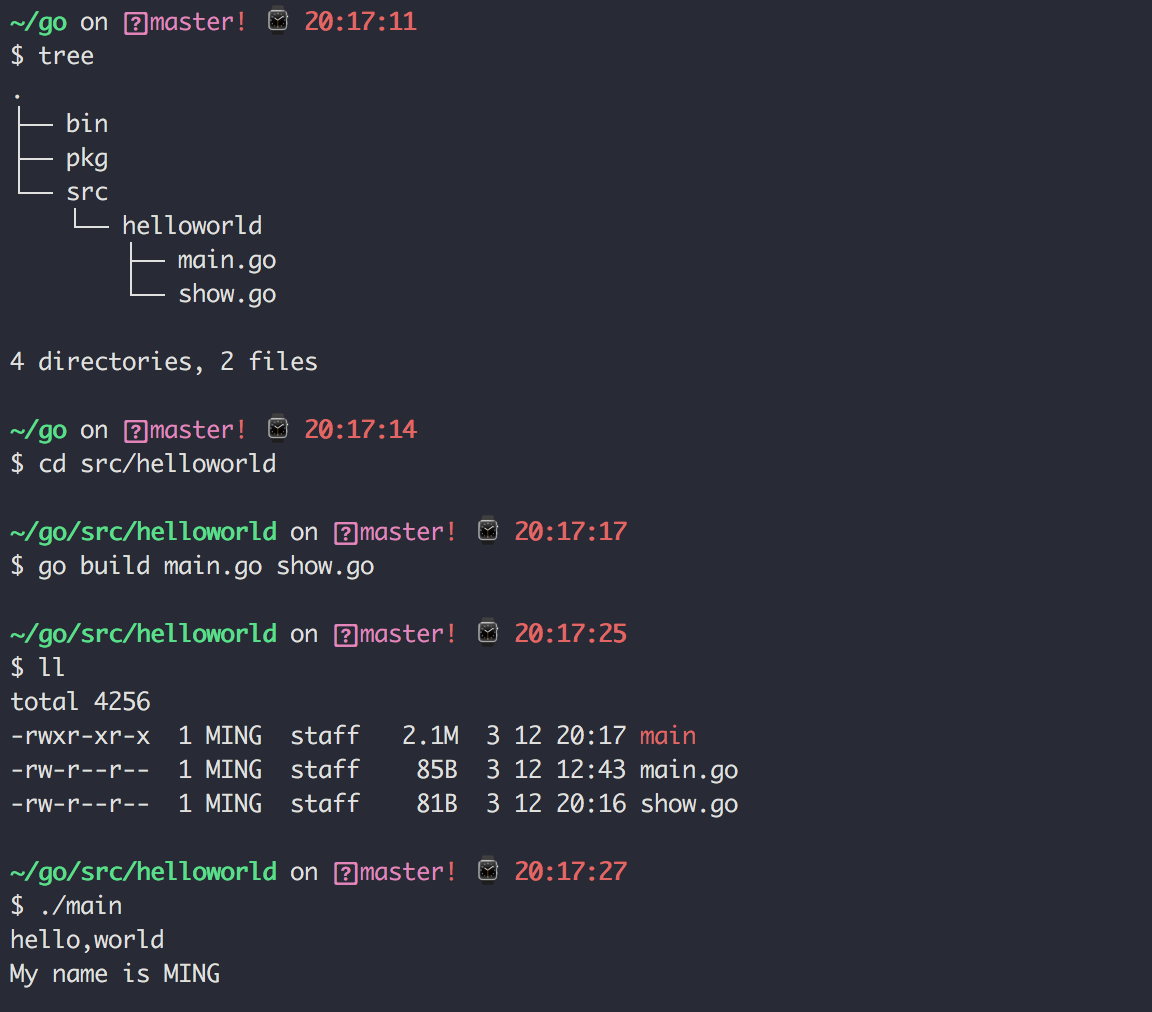 ~/go on master! 20:17:11
$ tree
.
├── bin
├── pkg
└── src
    └── helloworld
        ├── main.go
        └── show.go
4 directories, 2 files
~/go on master! 20:17:14
$ cd src/helloworld
~/go/src/helloworld on master! 20:17:17
$ go build main.go show.go
~/go/src/helloworld on master! 20:17:25
$ ll
total 4256
-rwxr-xr-x  1 MING  staff   2.1M  3 12 20:17 main
-rw-r--r--  1 MING  staff    85B  3 12 12:43 main.go
-rw-r--r--  1 MING  staff    81B  3 12 20:16 show.go
~/go/src/helloworld on master! 20:17:27
$ ./main
hello,world
My name is MING